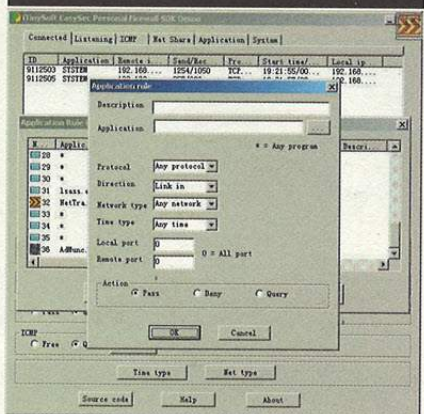 TinySoft EasySec Personal Firewall SDK Demo
Connected Listening ICMP Net Share Application System
ID Application Remote i... Send/Rec Pro... Start time/ Local ip
9112503 SYSTEM 192.168... 1254/1050 TCP... 19:21:55/00... 192.168...
9112505 SYSTEM
Application rule
Description
Application ...
* = Any program
Application Rule
N... Applic... Descri...
28 *
29 *
30 *
31 lsass.e
32 NetTra.
33 *
34 *
35 *
36 AdMunc.
Protocol Any protocol
Direction Link in
Network type Any network
Time type Any time
Local port 0
Remote port 0
0 = All port
Action
Pass Deny Query
OK Cancel
ICMP
Free
Time type Net type
Source code Help About